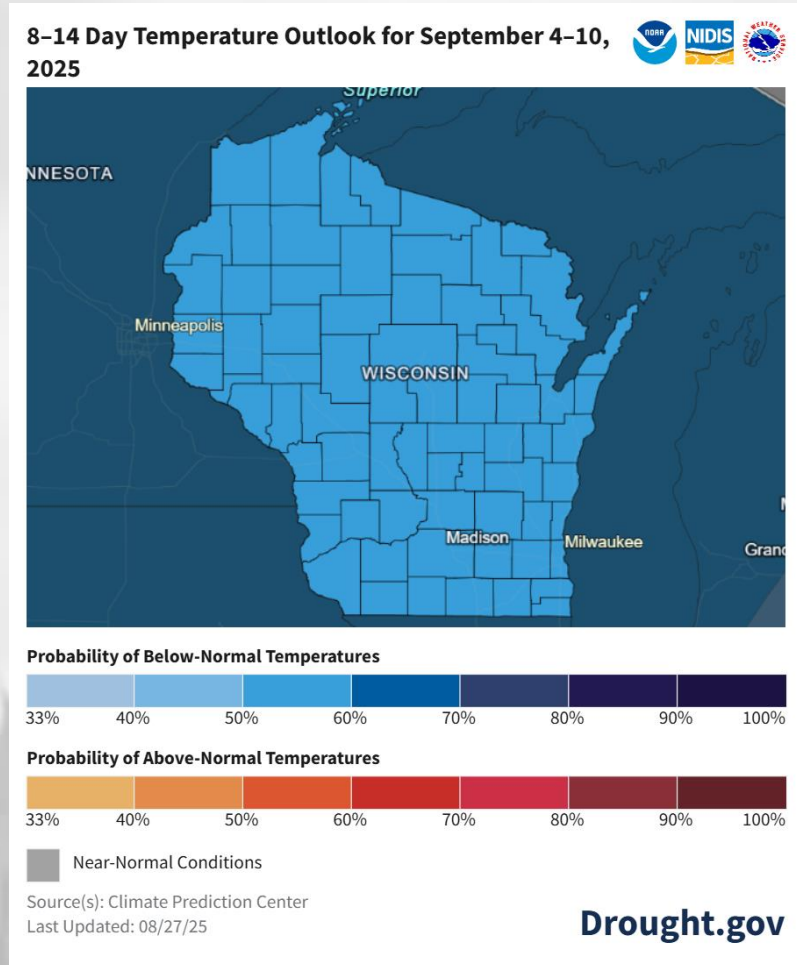 8–14 Day Temperature Outlook for September 4–10,
2025
NOAA
NIDIS
Superior
NNESOTA
Minneapolis
WISCONSIN
Madison
Milwaukee
Grand
Probability of Below-Normal Temperatures
33% 40% 50% 60% 70% 80% 90% 100%
Probability of Above-Normal Temperatures
33% 40% 50% 60% 70% 80% 90% 100%
Near-Normal Conditions
Source(s): Climate Prediction Center
Last Updated: 08/27/25
Drought.gov